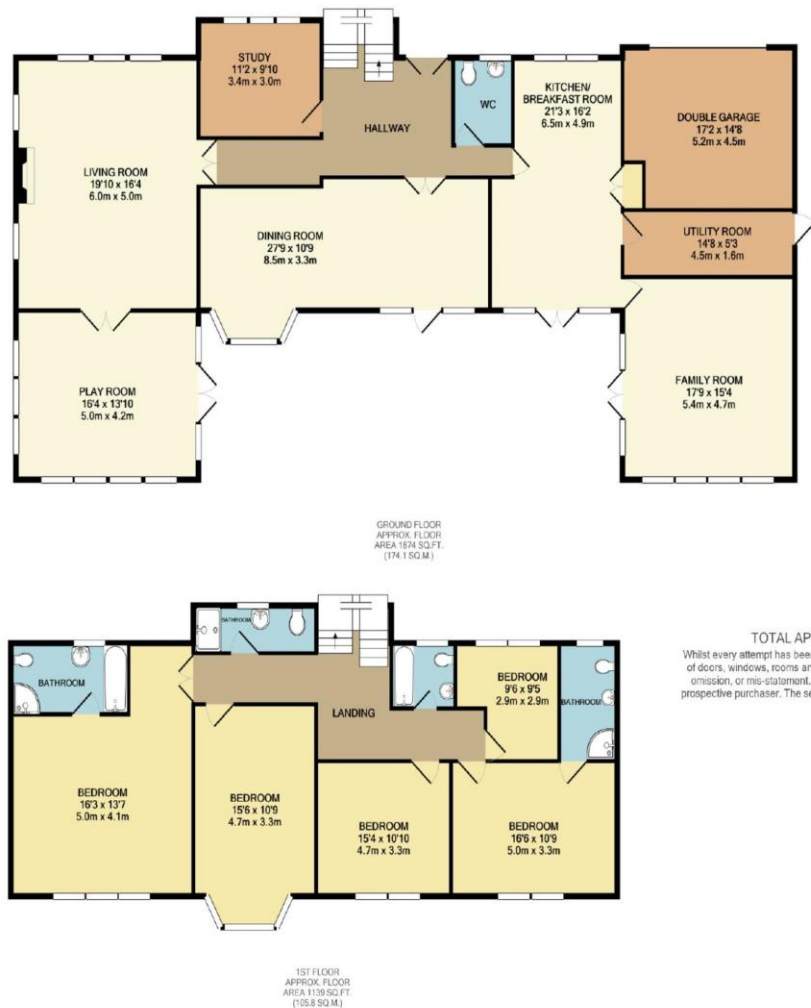 STUDY
11'2 x 9'10
3.4m x 3.0m
KITCHEN/
BREAKFAST ROOM
21'3 x 16'2
6.5m x 4.9m
WC
DOUBLE GARAGE
17'2 x 14'8
5.2m x 4.5m
HALLWAY
LIVING ROOM
19'10 x 16'4
6.0m x 5.0m
DINING ROOM
27'9 x 10'9
8.5m x 3.3m
UTILITY ROOM
14'8 x 5'3
4.5m x 1.6m
PLAY ROOM
16'4 x 13'10
5.0m x 4.2m
FAMILY ROOM
17'9 x 15'4
5.4m x 4.7m
GROUND FLOOR
APPROX. FLOOR
AREA 1874 SQ.FT.
(174.1 SQ.M.)
BATHROOM
BATHROOM
BEDROOM
9'6 x 9'5
2.9m x 2.9m
BATHROOM
LANDING
BEDROOM
16'3 x 13'7
5.0m x 4.1m
BEDROOM
15'6 x 10'9
4.7m x 3.3m
BEDROOM
15'4 x 10'10
4.7m x 3.3m
BEDROOM
16'6 x 10'9
5.0m x 3.3m
1ST FLOOR
APPROX. FLOOR
AREA 1139 SQ.FT.
(105.8 SQ.M.)
TOTAL AP
Whilst every attempt has been
of doors, windows, rooms an
omission, or mis-statement.
prospective purchaser. The se